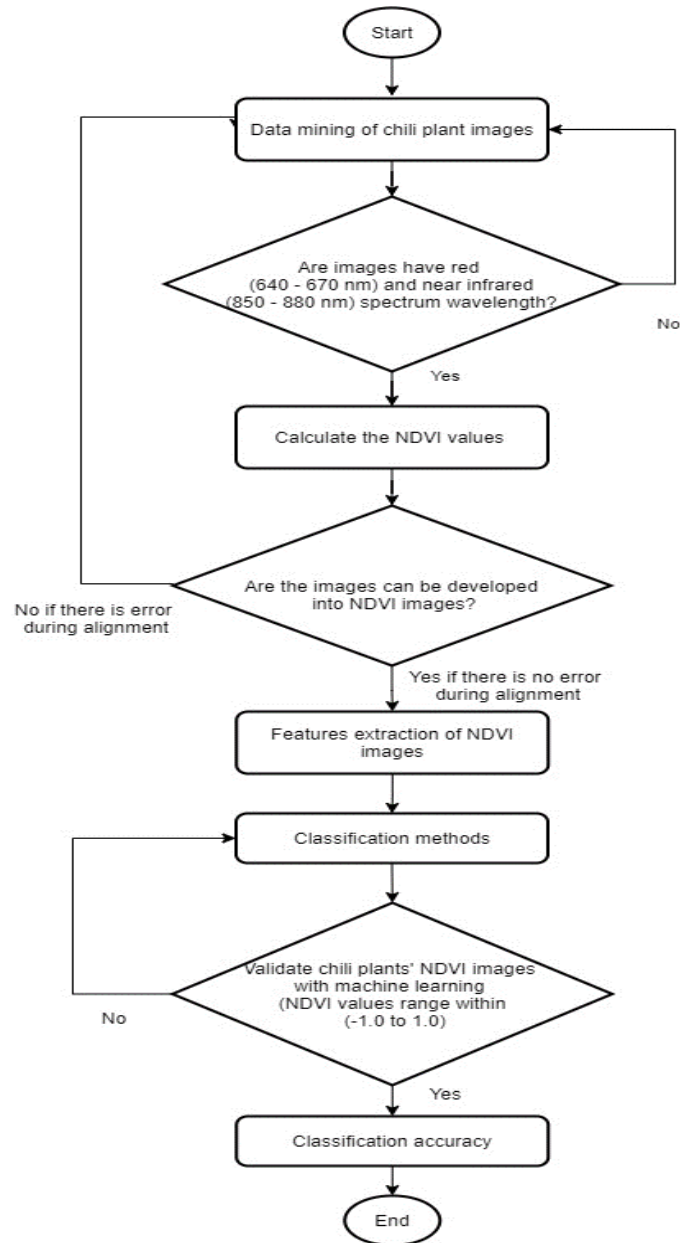 Start
Data mining of chili plant images
Are images have red
(640 - 670 nm) and near infrared
(850 - 880 nm) spectrum wavelength?
No
Yes
Calculate the NDVI values
Are the images can be developed
into NDVI images?
No if there is error
during alignment
Yes if there is no error
during alignment
Features extraction of NDVI
images
Classification methods
Validate chili plants' NDVI images
with machine learning
(NDVI values range within
(-1.0 to 1.0)
No
Yes
Classification accuracy
End